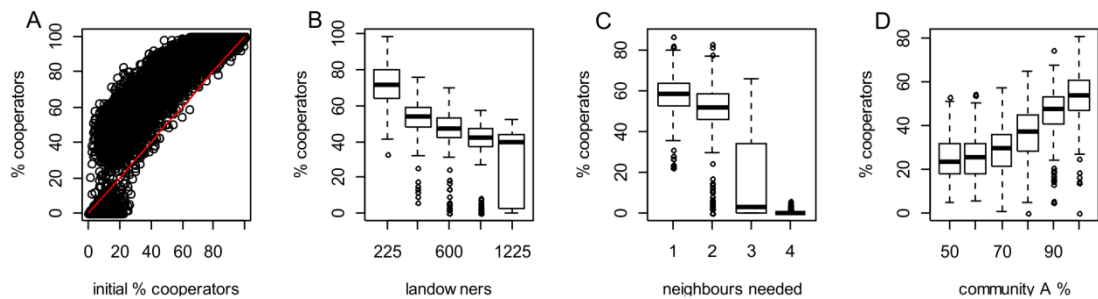 A
% cooperators
0 20 40 60 80 100
0 20 40 60 80
initial % cooperators
B
% cooperators
0 20 40 60 80 100
225 600 1225
landow ners
C
% cooperators
0 20 40 60 80
1 2 3 4
neighbours needed
D
% cooperators
0 20 40 60 80
50 70 90
community A %